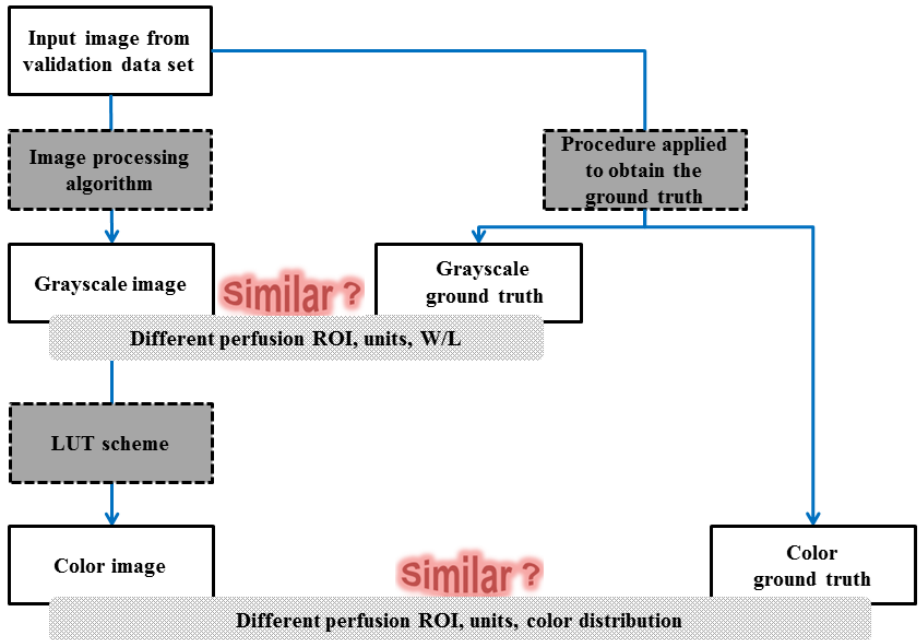 Input image from
validation data set
Image processing
algorithm
Procedure applied
to obtain the
ground truth
Grayscale image
Similar ?
Grayscale
ground truth
Different perfusion ROI, units, W/L
LUT scheme
Color image
Similar ?
Color
ground truth
Different perfusion ROI, units, color distribution